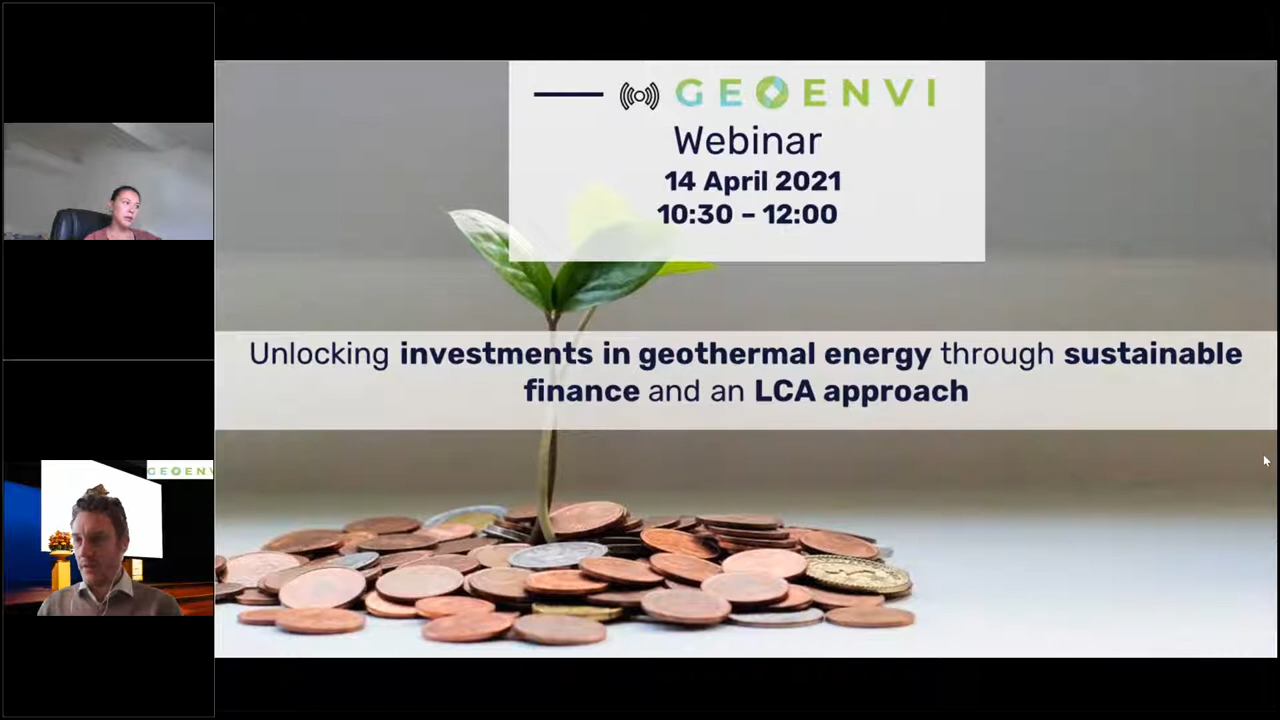 GEOENVI
Webinar
14 April 2021
10:30 – 12:00
Unlocking investments in geothermal energy through sustainable
finance and an LCA approach
GEOENV